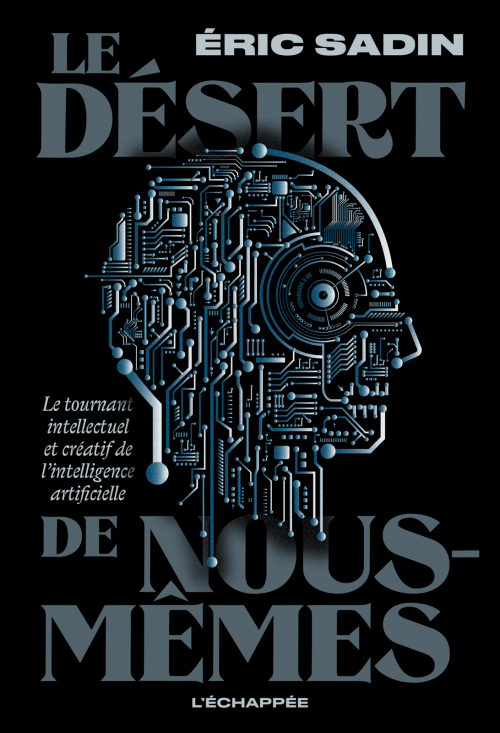 ÉRIC SADIN
LE
DÉSERT
Le tournant
intellectuel
et créatif de
l'intelligence
artificielle
DE NOUS-
MÊMES
L'ÉCHAPPÉE